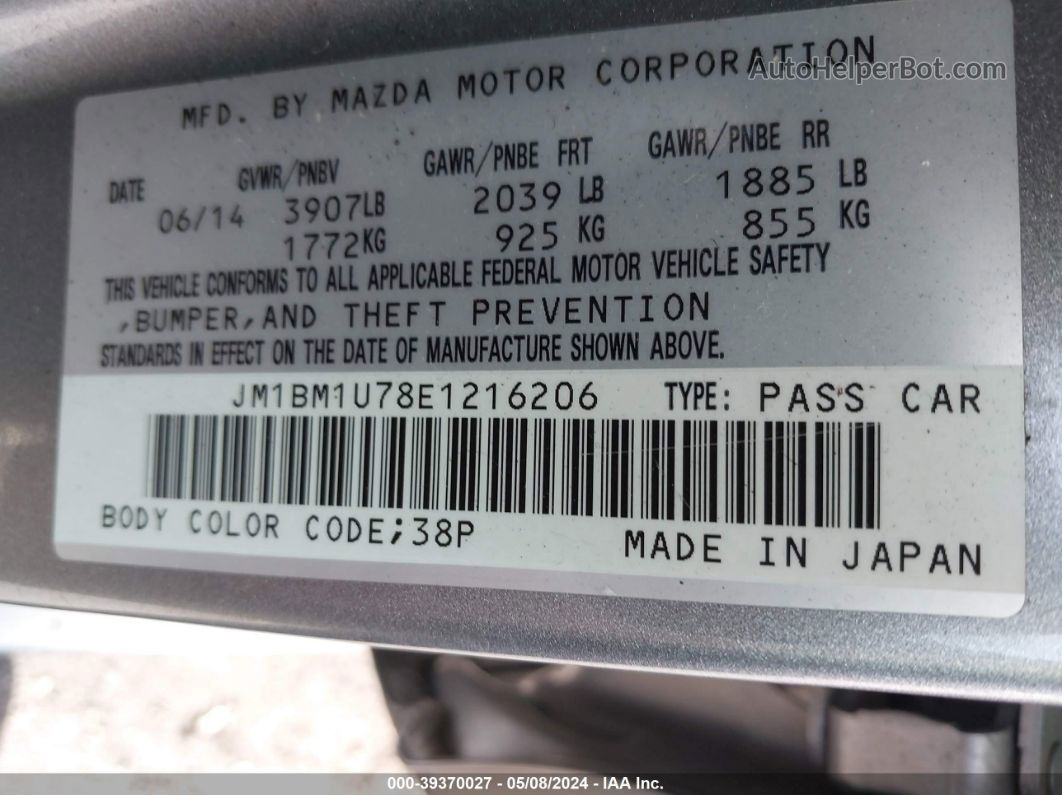 AutoHelperBot.com
MFD. BY MAZDA MOTOR CORPORATION
DATE GVWR/PNBV GAWR/PNBE FRT GAWR/PNBE RR
06/14 3907LB 2039 LB 1885 LB
1772KG 925 KG 855 KG
THIS VEHICLE CONFORMS TO ALL APPLICABLE FEDERAL MOTOR VEHICLE SAFETY
,BUMPER,AND THEFT PREVENTION
STANDARDS IN EFFECT ON THE DATE OF MANUFACTURE SHOWN ABOVE.
JM1BM1U78E1216206 TYPE: PASS CAR
BODY COLOR CODE;38P MADE IN JAPAN
000-39370027 - 05/08/2024 - IAA Inc.